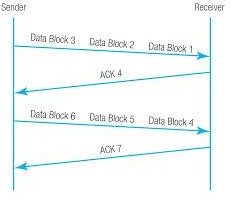 Sender Receiver
Data Block 3 Data Block 2 Data Block 1
ACK 4
Data Block 6 Data Block 5 Data Block 4
ACK 7